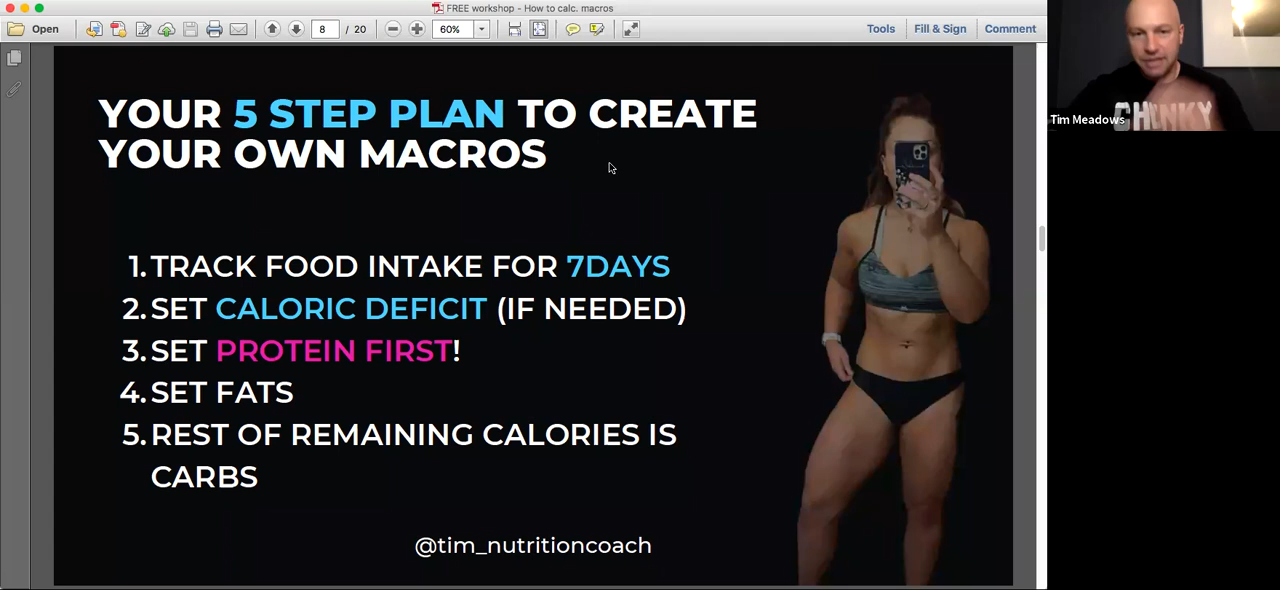 FREE workshop - How to calc. macros
Open
8 / 20
60%
Tools
Fill & Sign
Comment
YOUR 5 STEP PLAN TO CREATE
YOUR OWN MACROS
1. TRACK FOOD INTAKE FOR 7DAYS
2. SET CALORIC DEFICIT (IF NEEDED)
3. SET PROTEIN FIRST!
4. SET FATS
5. REST OF REMAINING CALORIES IS
CARBS
@tim_nutritioncoach
CHUNKY
Tim Meadows